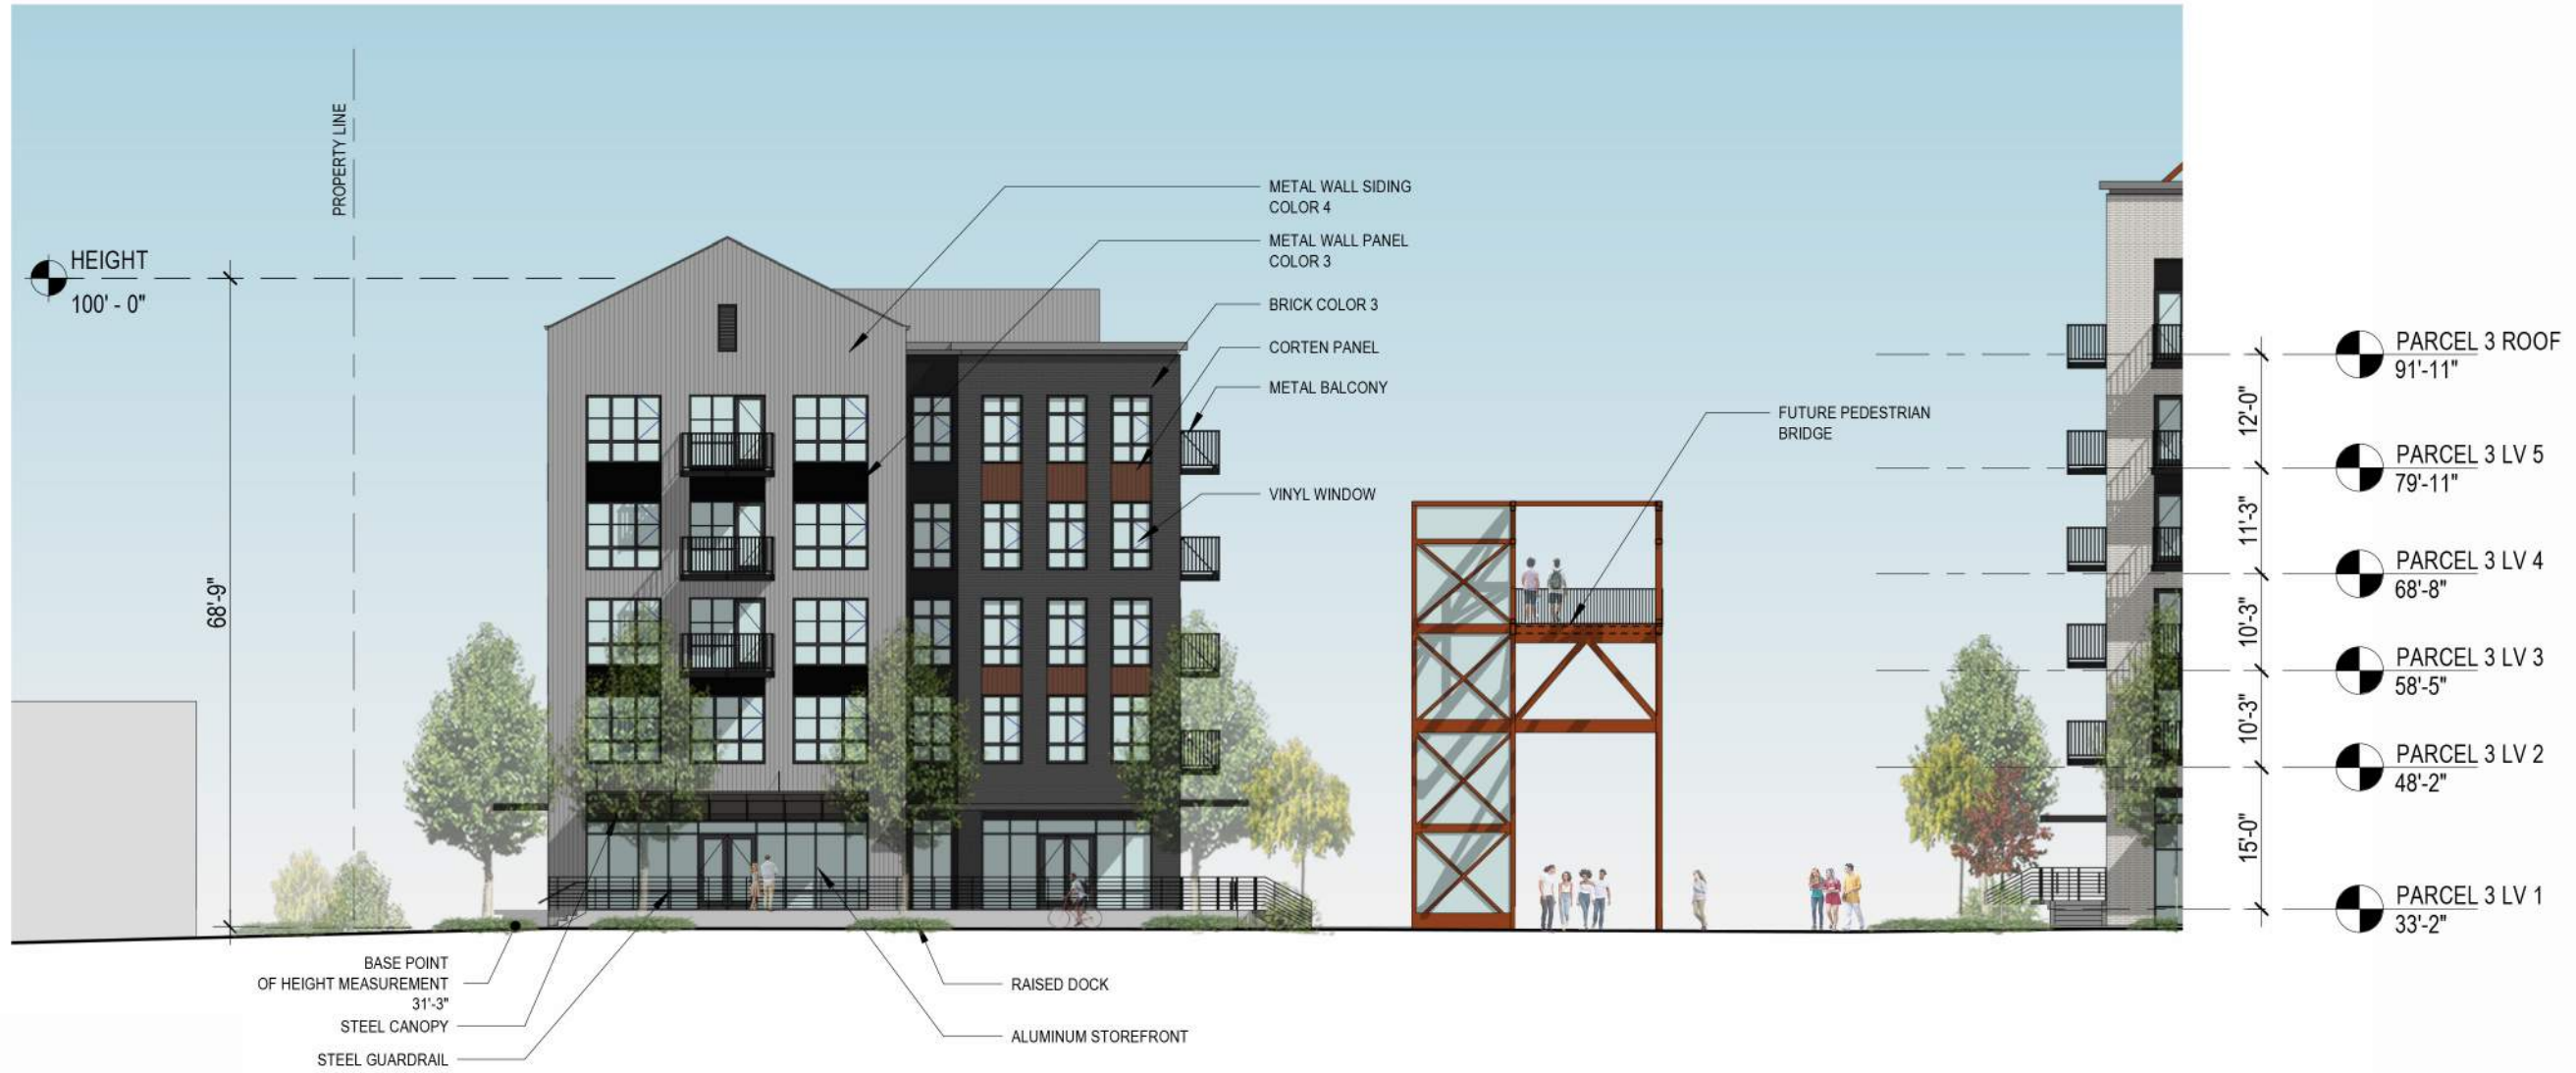 PROPERTY LINE
HEIGHT
100' - 0"
68'-9"
METAL WALL SIDING
COLOR 4
METAL WALL PANEL
COLOR 3
BRICK COLOR 3
CORTEN PANEL
METAL BALCONY
VINYL WINDOW
FUTURE PEDESTRIAN
BRIDGE
PARCEL 3 ROOF
91'-11"
12'-0"
PARCEL 3 LV 5
79'-11"
11'-3"
PARCEL 3 LV 4
68'-8"
10'-3"
PARCEL 3 LV 3
58'-5"
10'-3"
PARCEL 3 LV 2
48'-2"
15'-0"
PARCEL 3 LV 1
33'-2"
BASE POINT
OF HEIGHT MEASUREMENT
31'-3"
STEEL CANOPY
STEEL GUARDRAIL
RAISED DOCK
ALUMINUM STOREFRONT